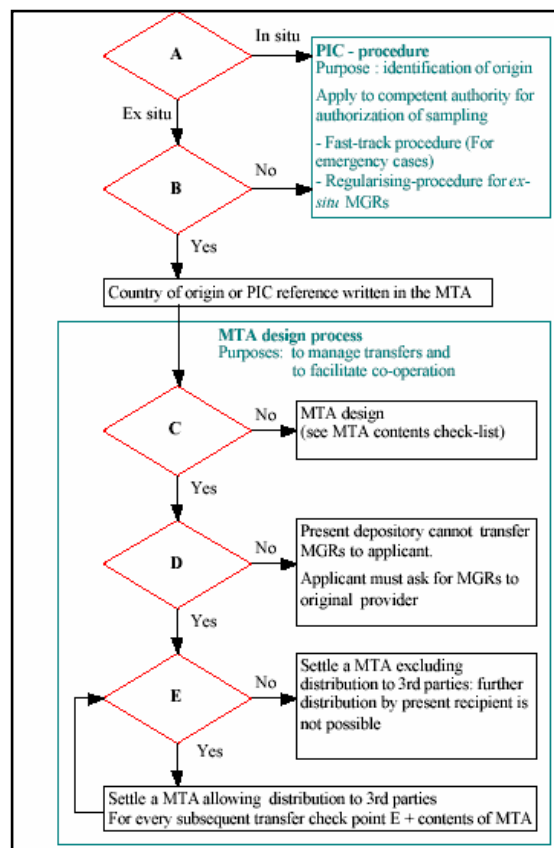 In situ
A
PIC - procedure
Purpose : identification of origin
Apply to competent authority for
authorization of sampling
- Fast-track procedure (For
emergency cases)
- Regularising-procedure for ex-
situ MGRs
Ex situ
B
No
Yes
Country of origin or PIC reference written in the MTA
MTA design process
Purposes: to manage transfers and
to facilitate co-operation
C
No
MTA design
(see MTA contents check-list)
Yes
D
No
Present depository cannot transfer
MGRs to applicant.
Applicant must ask for MGRs to
original provider
Yes
E
No
Settle a MTA excluding
distribution to 3rd parties: further
distribution by present recipient is
not possible
Yes
Settle a MTA allowing distribution to 3rd parties
For every subsequent transfer check point E + contents of MTA